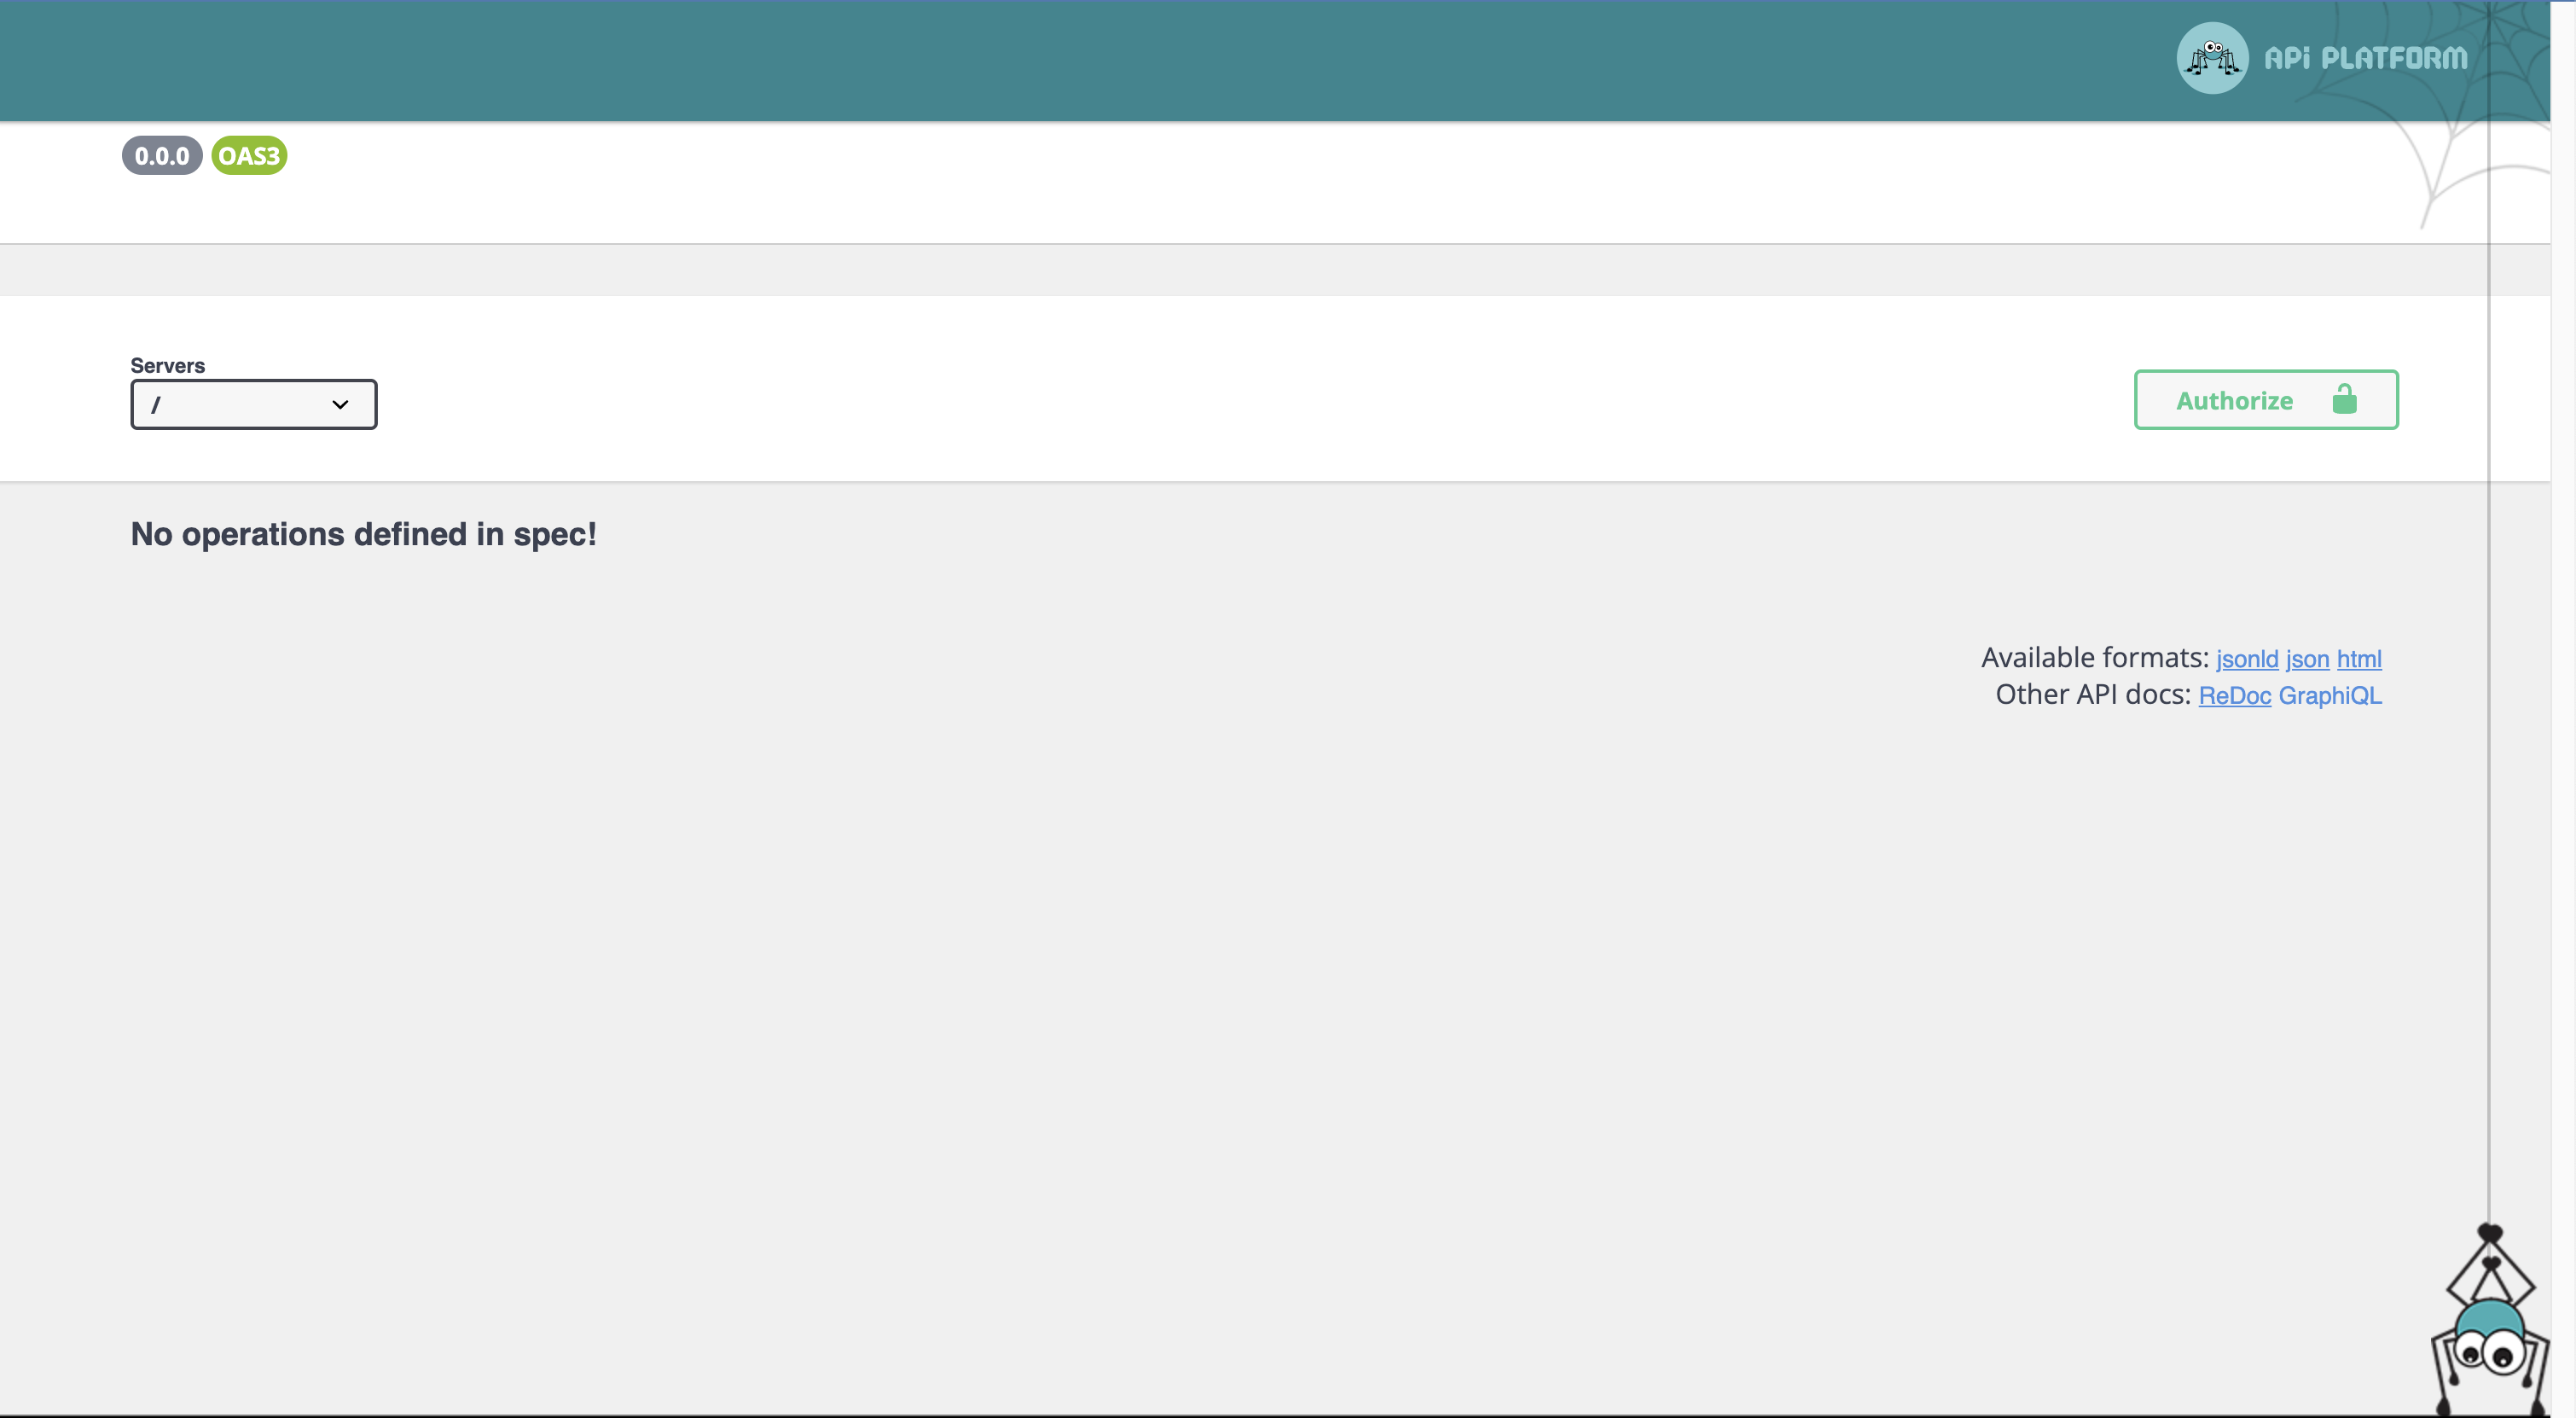 APi PLATFORM
0.0.0 OAS3
Servers
/
Authorize
No operations defined in spec!
Available formats: jsonld json html
Other API docs: ReDoc GraphiQL